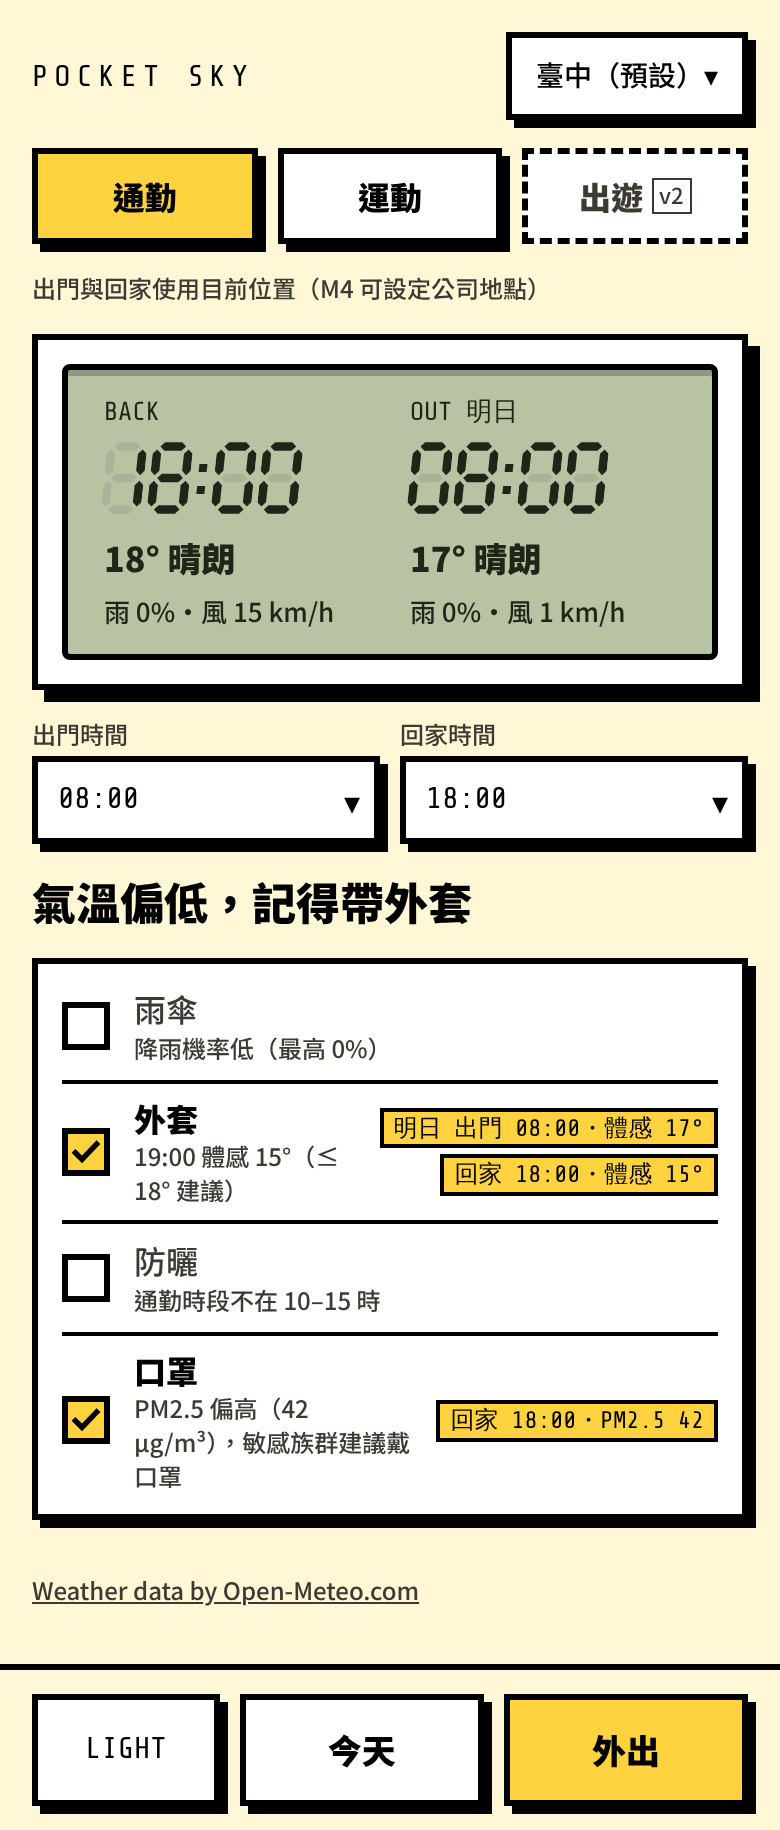 POCKET SKY
臺中（預設）▼
通勤
運動
出遊 v2
出門與回家使用目前位置（M4 可設定公司地點）
BACK
18:00
18° 晴朗
雨 0%・風 15 km/h
OUT 明日
08:00
17° 晴朗
雨 0%・風 1 km/h
出門時間
08:00 ▼
回家時間
18:00 ▼
氣溫偏低，記得帶外套
雨傘
降雨機率低（最高 0%）
外套
19:00 體感 15°（≤
18° 建議）
明日 出門 08:00・體感 17°
回家 18:00・體感 15°
防曬
通勤時段不在 10–15 時
口罩
PM2.5 偏高（42
μg/m³），敏感族群建議戴
口罩
回家 18:00・PM2.5 42
Weather data by Open-Meteo.com
LIGHT
今天
外出